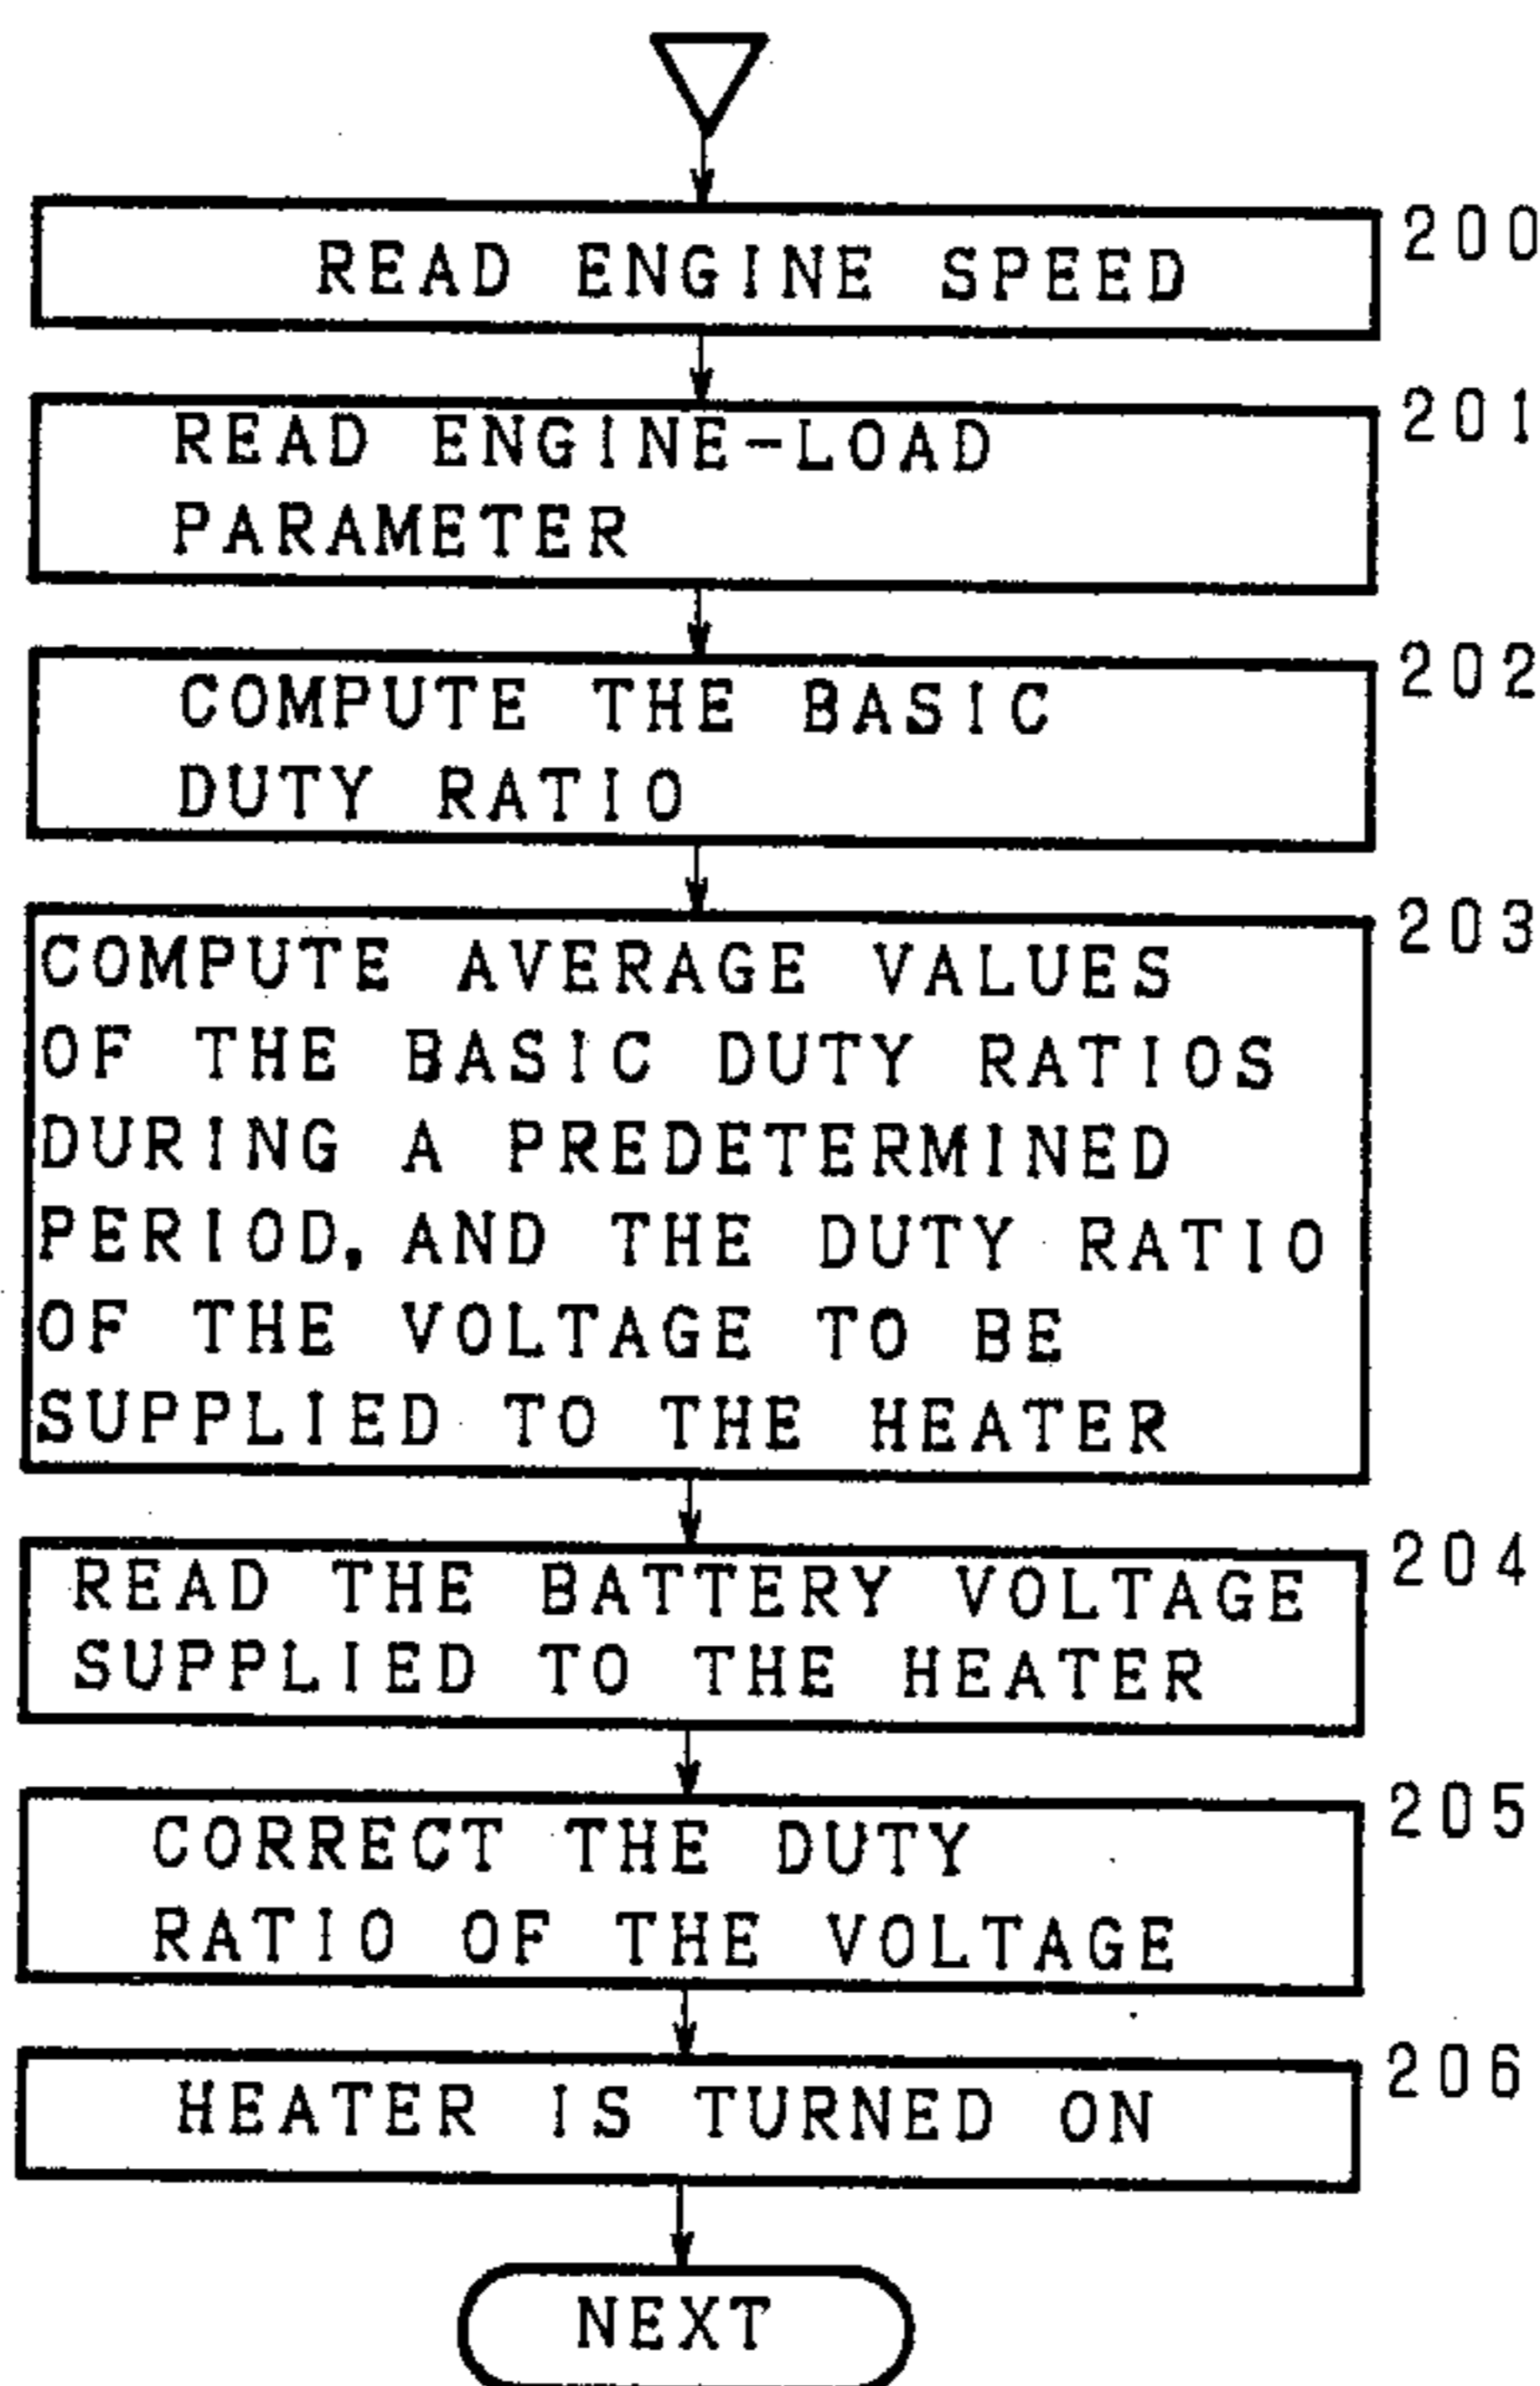 200
READ ENGINE SPEED
201
READ ENGINE-LOAD
PARAMETER
202
COMPUTE THE BASIC
DUTY RATIO
203
COMPUTE AVERAGE VALUES
OF THE BASIC DUTY RATIOS
DURING A PREDETERMINED
PERIOD, AND THE DUTY RATIO
OF THE VOLTAGE TO BE
SUPPLIED TO THE HEATER
204
READ THE BATTERY VOLTAGE
SUPPLIED TO THE HEATER
205
CORRECT THE DUTY
RATIO OF THE VOLTAGE
206
HEATER IS TURNED ON
NEXT